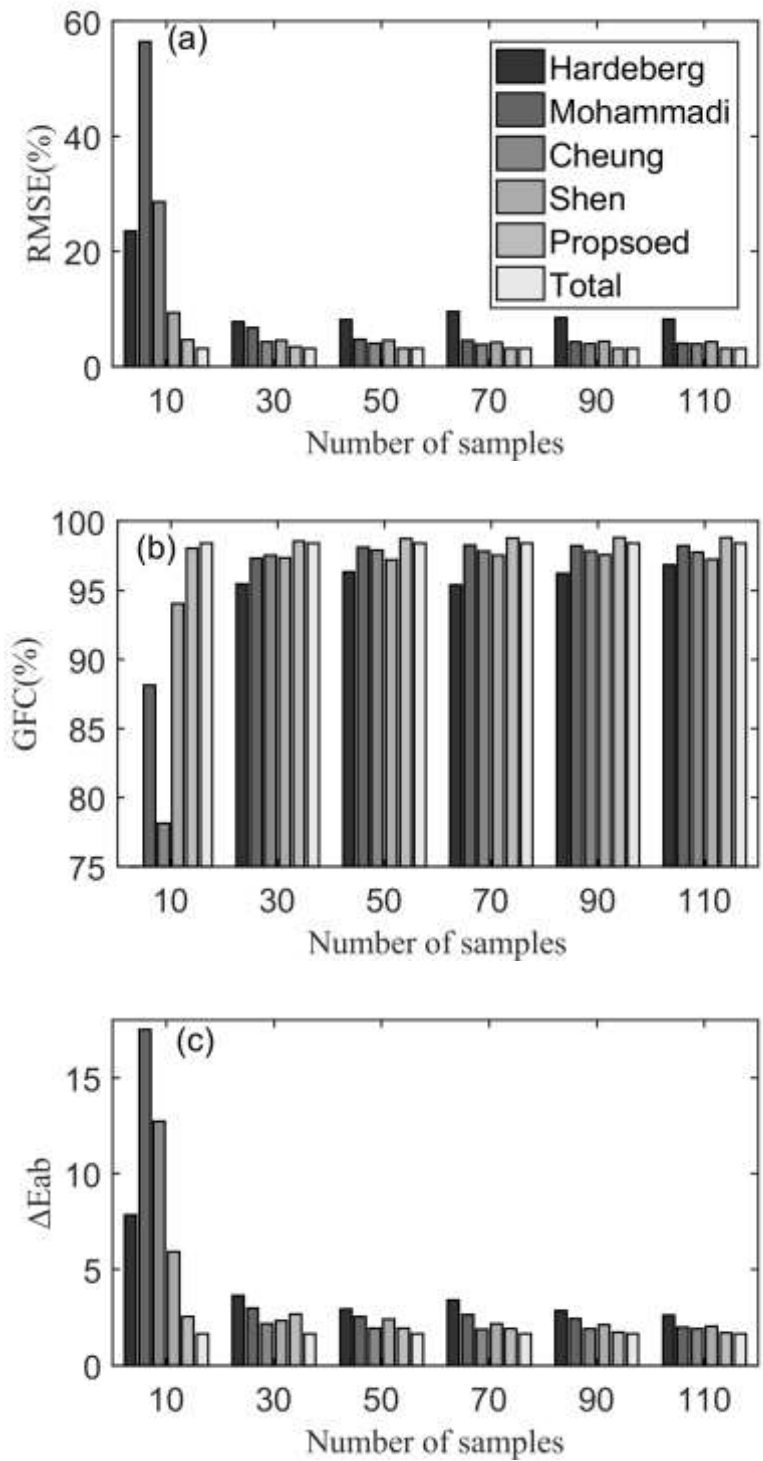 (a)
60
40
20
0
RMSE(%)
Hardeberg
Mohammadi
Cheung
Shen
Propsoed
Total
10 30 50 70 90 110
Number of samples
(b)
100
95
90
85
80
75
GFC(%)
10 30 50 70 90 110
Number of samples
(c)
15
10
5
0
ΔEab
10 30 50 70 90 110
Number of samples